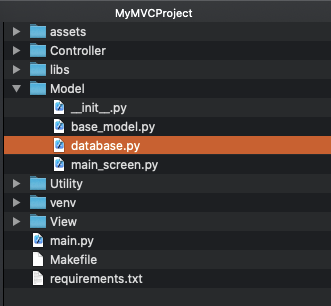 MyMVCProject
assets
Controller
libs
Model
__init__.py
base_model.py
database.py
main_screen.py
Utility
venv
View
main.py
Makefile
requirements.txt